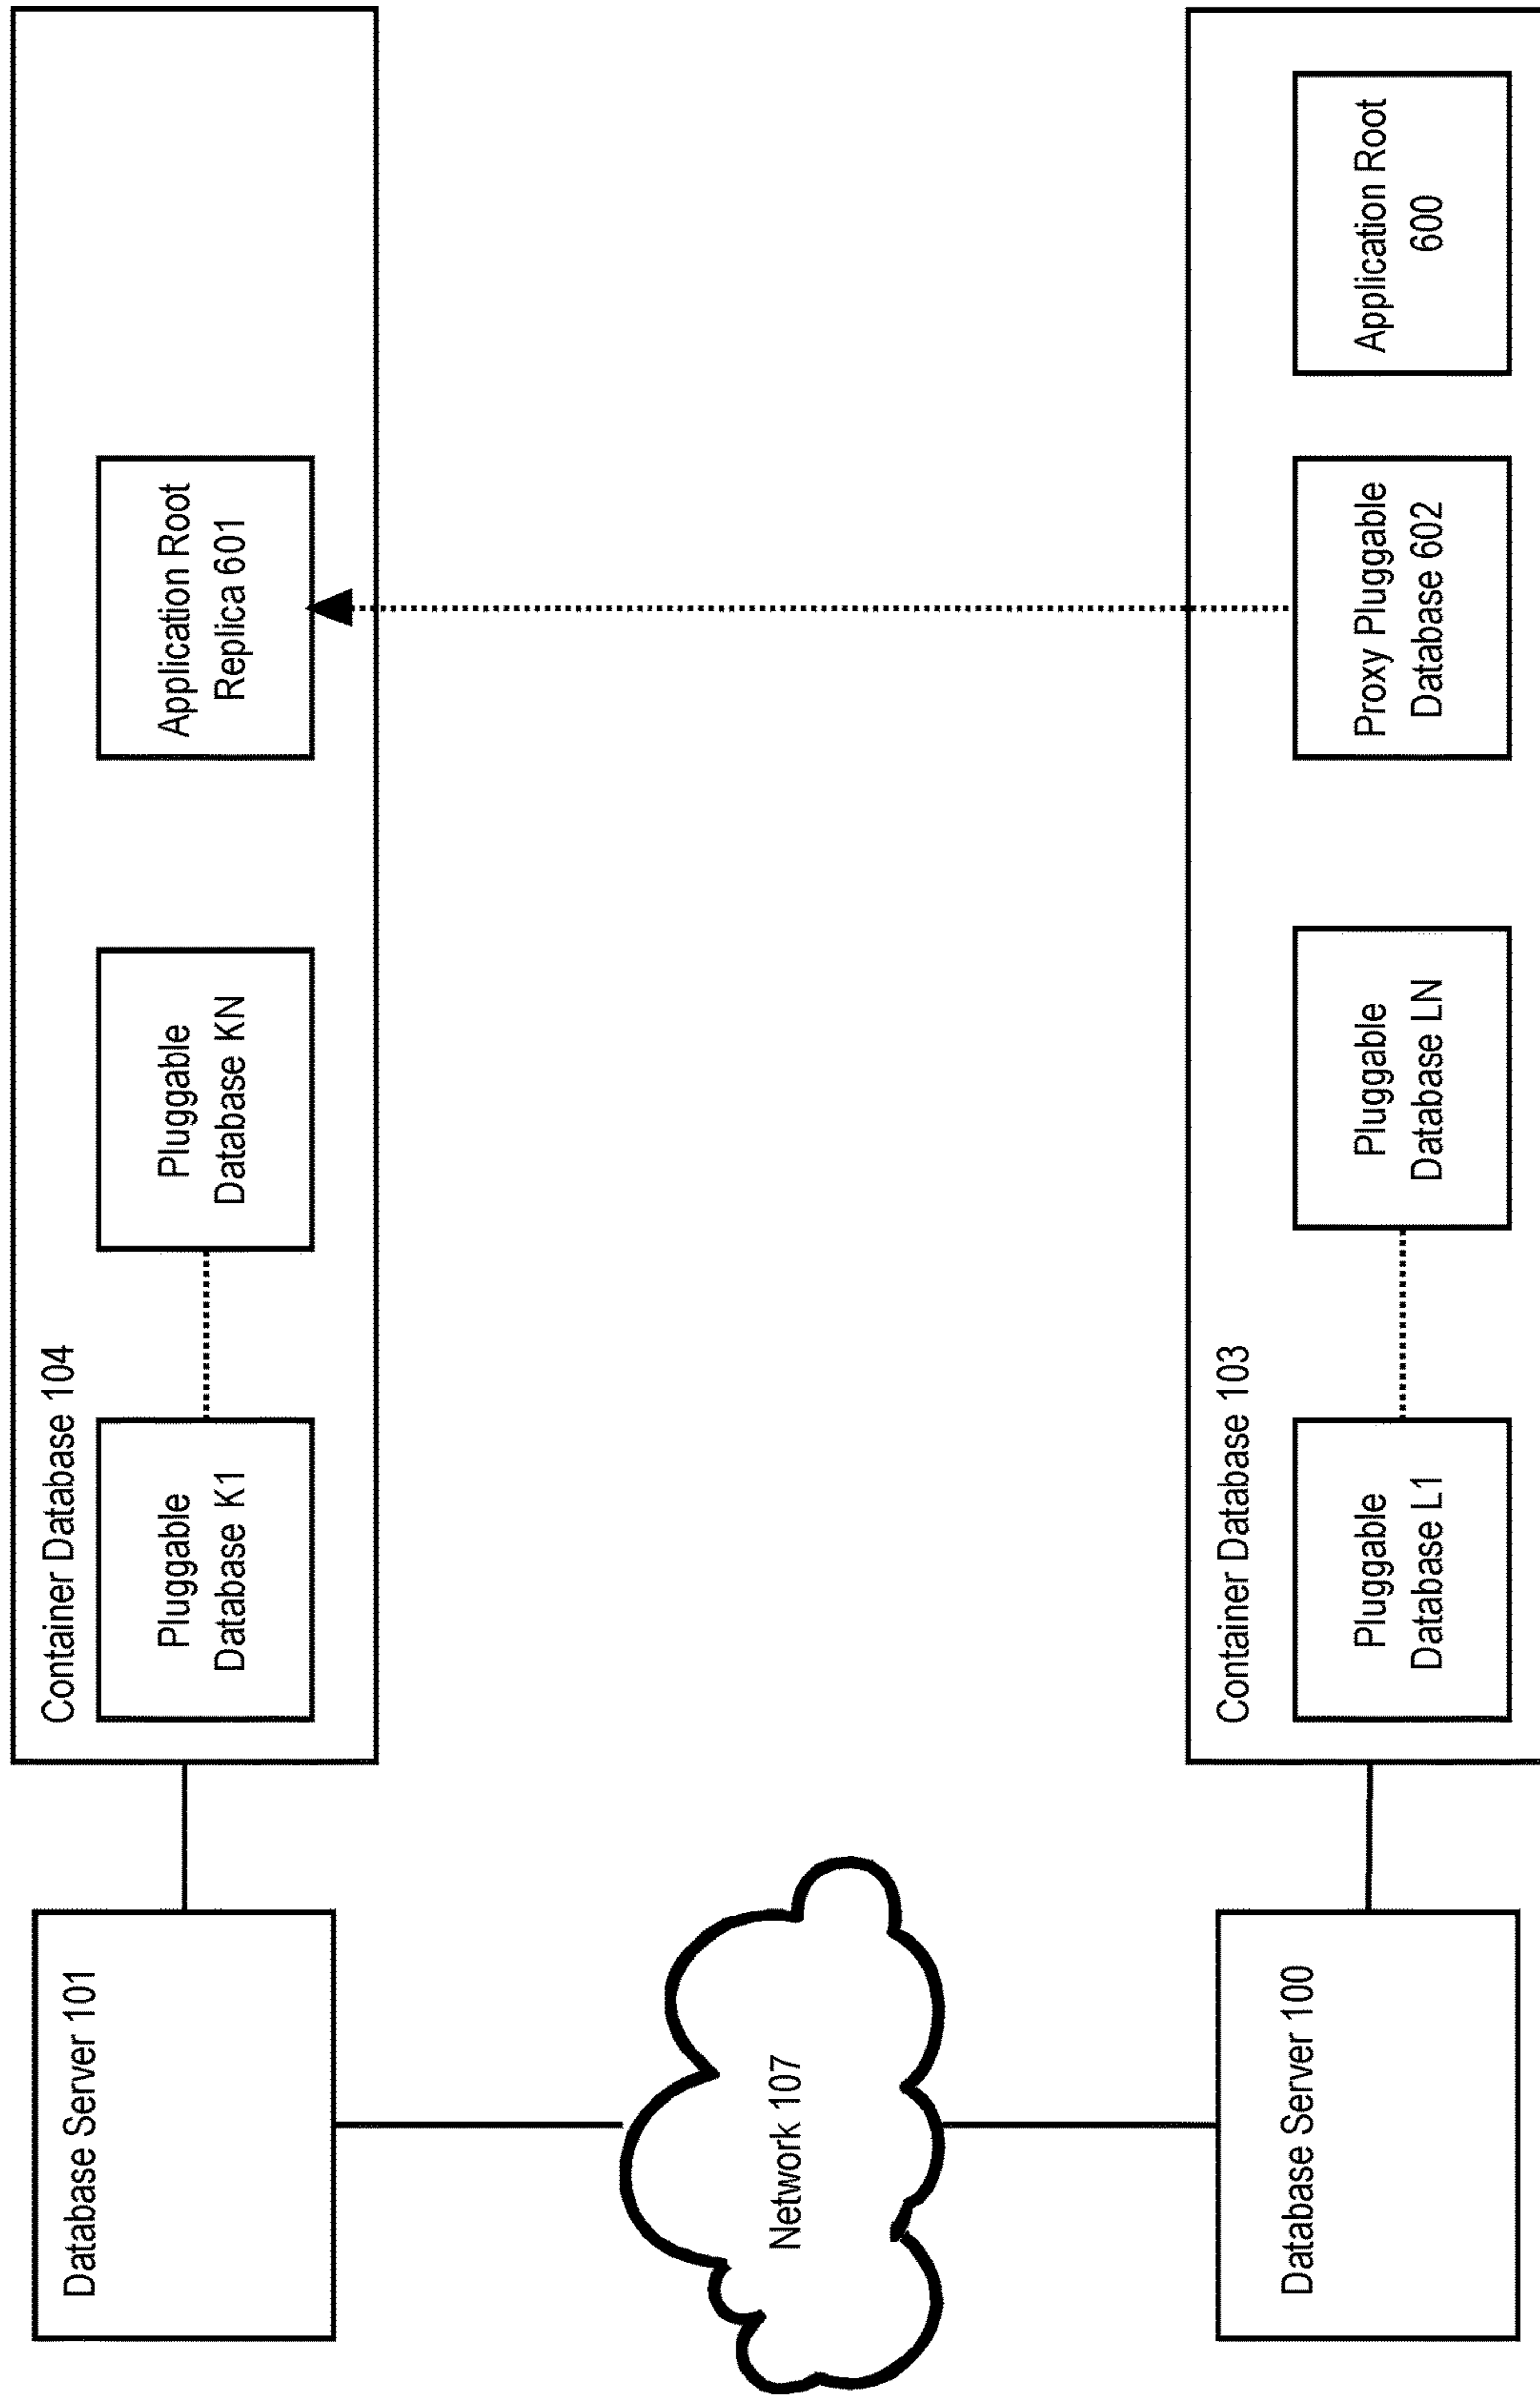 Database Server 101
Container Database 104
Pluggable
Database K1
Pluggable
Database KN
Application Root
Replica 601
Network 107
Database Server 100
Container Database 103
Pluggable
Database L1
Pluggable
Database LN
Proxy Pluggable
Database 602
Application Root
600